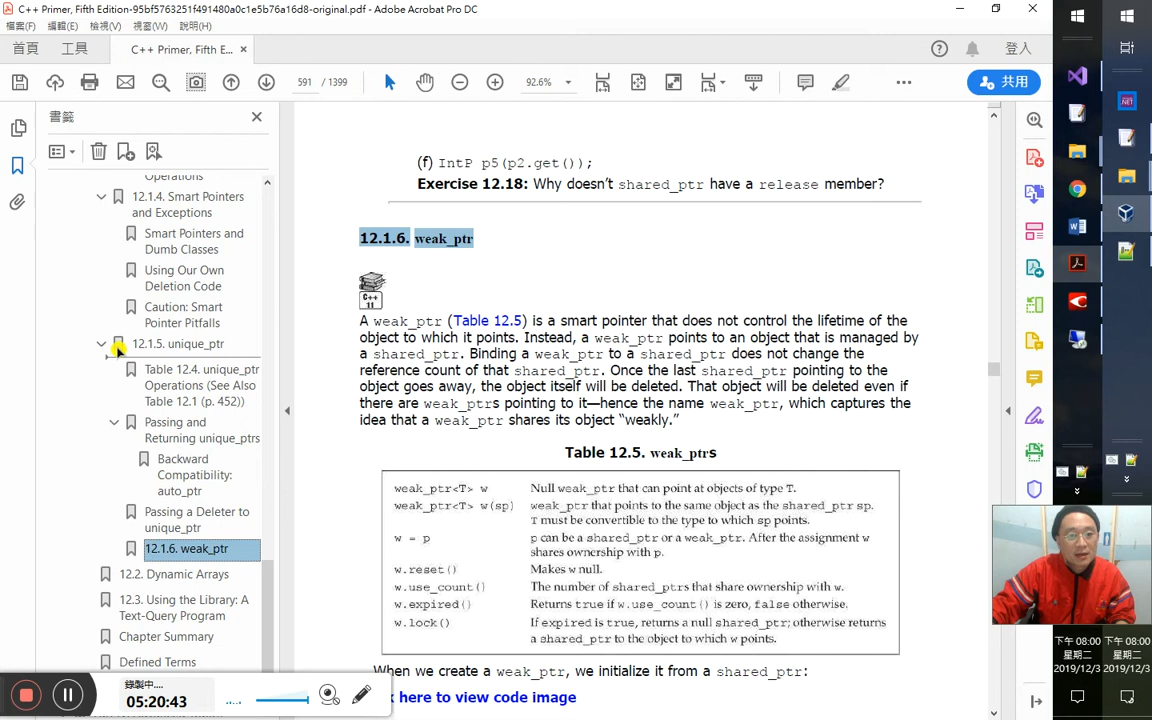 C++ Primer, Fifth Edition-95bf5763251f491480a0c1e5b76a16d8-original.pdf - Adobe Acrobat Pro DC
檔案(F) 編輯(E) 檢視(V) 視窗(W) 說明(H)
首頁 工具 C++ Primer, Fifth E... × 登入
591 / 1399 92.6% 共用
書籤
Operations
12.1.4. Smart Pointers
and Exceptions
Smart Pointers and
Dumb Classes
Using Our Own
Deletion Code
Caution: Smart
Pointer Pitfalls
12.1.5. unique_ptr
Table 12.4. unique_ptr
Operations (See Also
Table 12.1 (p. 452))
Passing and
Returning unique_ptrs
Backward
Compatibility:
auto_ptr
Passing a Deleter to
unique_ptr
12.1.6. weak_ptr
12.2. Dynamic Arrays
12.3. Using the Library: A
Text-Query Program
Chapter Summary
Defined Terms
(f) IntP p5(p2.get());
Exercise 12.18: Why doesn't shared_ptr have a release member?
12.1.6. weak_ptr
C++
11
A weak_ptr (Table 12.5) is a smart pointer that does not control the lifetime of the
object to which it points. Instead, a weak_ptr points to an object that is managed by
a shared_ptr. Binding a weak_ptr to a shared_ptr does not change the
reference count of that shared_ptr. Once the last shared_ptr pointing to the
object goes away, the object itself will be deleted. That object will be deleted even if
there are weak_ptrs pointing to it—hence the name weak_ptr, which captures the
idea that a weak_ptr shares its object “weakly.”
Table 12.5. weak_ptrs
weak_ptr<T> w Null weak_ptr that can point at objects of type T.
weak_ptr<T> w(sp) weak_ptr that points to the same object as the shared_ptr sp.
T must be convertible to the type to which sp points.
w = p p can be a shared_ptr or a weak_ptr. After the assignment w
shares ownership with p.
w.reset() Makes w null.
w.use_count() The number of shared_ptrs that share ownership with w.
w.expired() Returns true if w.use_count() is zero, false otherwise.
w.lock() If expired is true, returns a null shared_ptr; otherwise returns
a shared_ptr to the object to which w points.
When we create a weak_ptr, we initialize it from a shared_ptr:
here to view code image
錄製中...
05:20:43
.NET
下午 08:00
星期二
2019/12/3
下午 08:00
星期二
2019/12/3